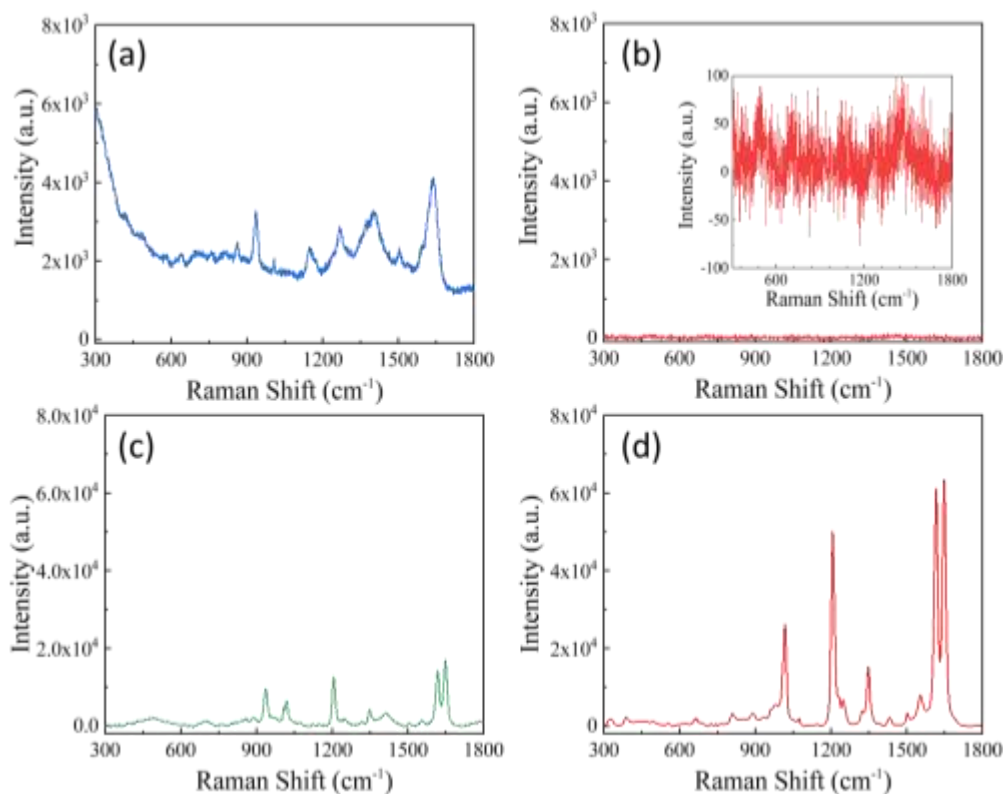 (a)
8x10³
6x10³
4x10³
2x10³
0
Intensity (a.u.)
300 600 900 1200 1500 1800
Raman Shift (cm⁻¹)
(b)
8x10³
6x10³
4x10³
2x10³
0
Intensity (a.u.)
300 600 900 1200 1500 1800
Raman Shift (cm⁻¹)
100
50
0
-50
-100
Intensity (a.u.)
600 1200 1800
Raman Shift (cm⁻¹)
(c)
8.0x10⁴
6.0x10⁴
4.0x10⁴
2.0x10⁴
0.0
Intensity (a.u.)
300 600 900 1200 1500 1800
Raman Shift (cm⁻¹)
(d)
8x10⁴
6x10⁴
4x10⁴
2x10⁴
0
Intensity (a.u.)
300 600 900 1200 1500 1800
Raman Shift (cm⁻¹)